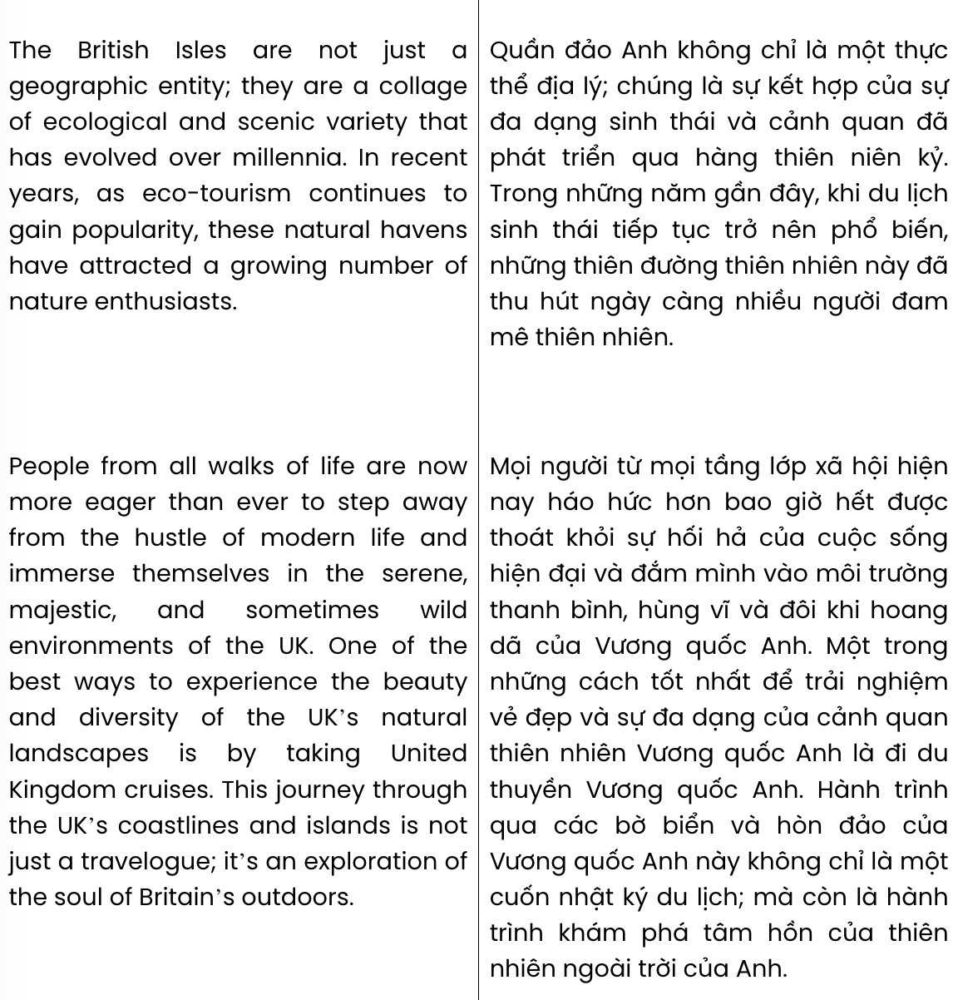 The British Isles are not just a
geographic entity; they are a collage
of ecological and scenic variety that
has evolved over millennia. In recent
years, as eco-tourism continues to
gain popularity, these natural havens
have attracted a growing number of
nature enthusiasts.
Quần đảo Anh không chỉ là một thực
thể địa lý; chúng là sự kết hợp của sự
đa dạng sinh thái và cảnh quan đã
phát triển qua hàng thiên niên kỷ.
Trong những năm gần đây, khi du lịch
sinh thái tiếp tục trở nên phổ biến,
những thiên đường thiên nhiên này đã
thu hút ngày càng nhiều người đam
mê thiên nhiên.
People from all walks of life are now
more eager than ever to step away
from the hustle of modern life and
immerse themselves in the serene,
majestic, and sometimes wild
environments of the UK. One of the
best ways to experience the beauty
and diversity of the UK’s natural
landscapes is by taking United
Kingdom cruises. This journey through
the UK’s coastlines and islands is not
just a travelogue; it’s an exploration of
the soul of Britain’s outdoors.
Mọi người từ mọi tầng lớp xã hội hiện
nay háo hức hơn bao giờ hết được
thoát khỏi sự hối hả của cuộc sống
hiện đại và đắm mình vào môi trường
thanh bình, hùng vĩ và đôi khi hoang
dã của Vương quốc Anh. Một trong
những cách tốt nhất để trải nghiệm
vẻ đẹp và sự đa dạng của cảnh quan
thiên nhiên Vương quốc Anh là đi du
thuyền Vương quốc Anh. Hành trình
qua các bờ biển và hòn đảo của
Vương quốc Anh này không chỉ là một
cuốn nhật ký du lịch; mà còn là hành
trình khám phá tâm hồn của thiên
nhiên ngoài trời của Anh.